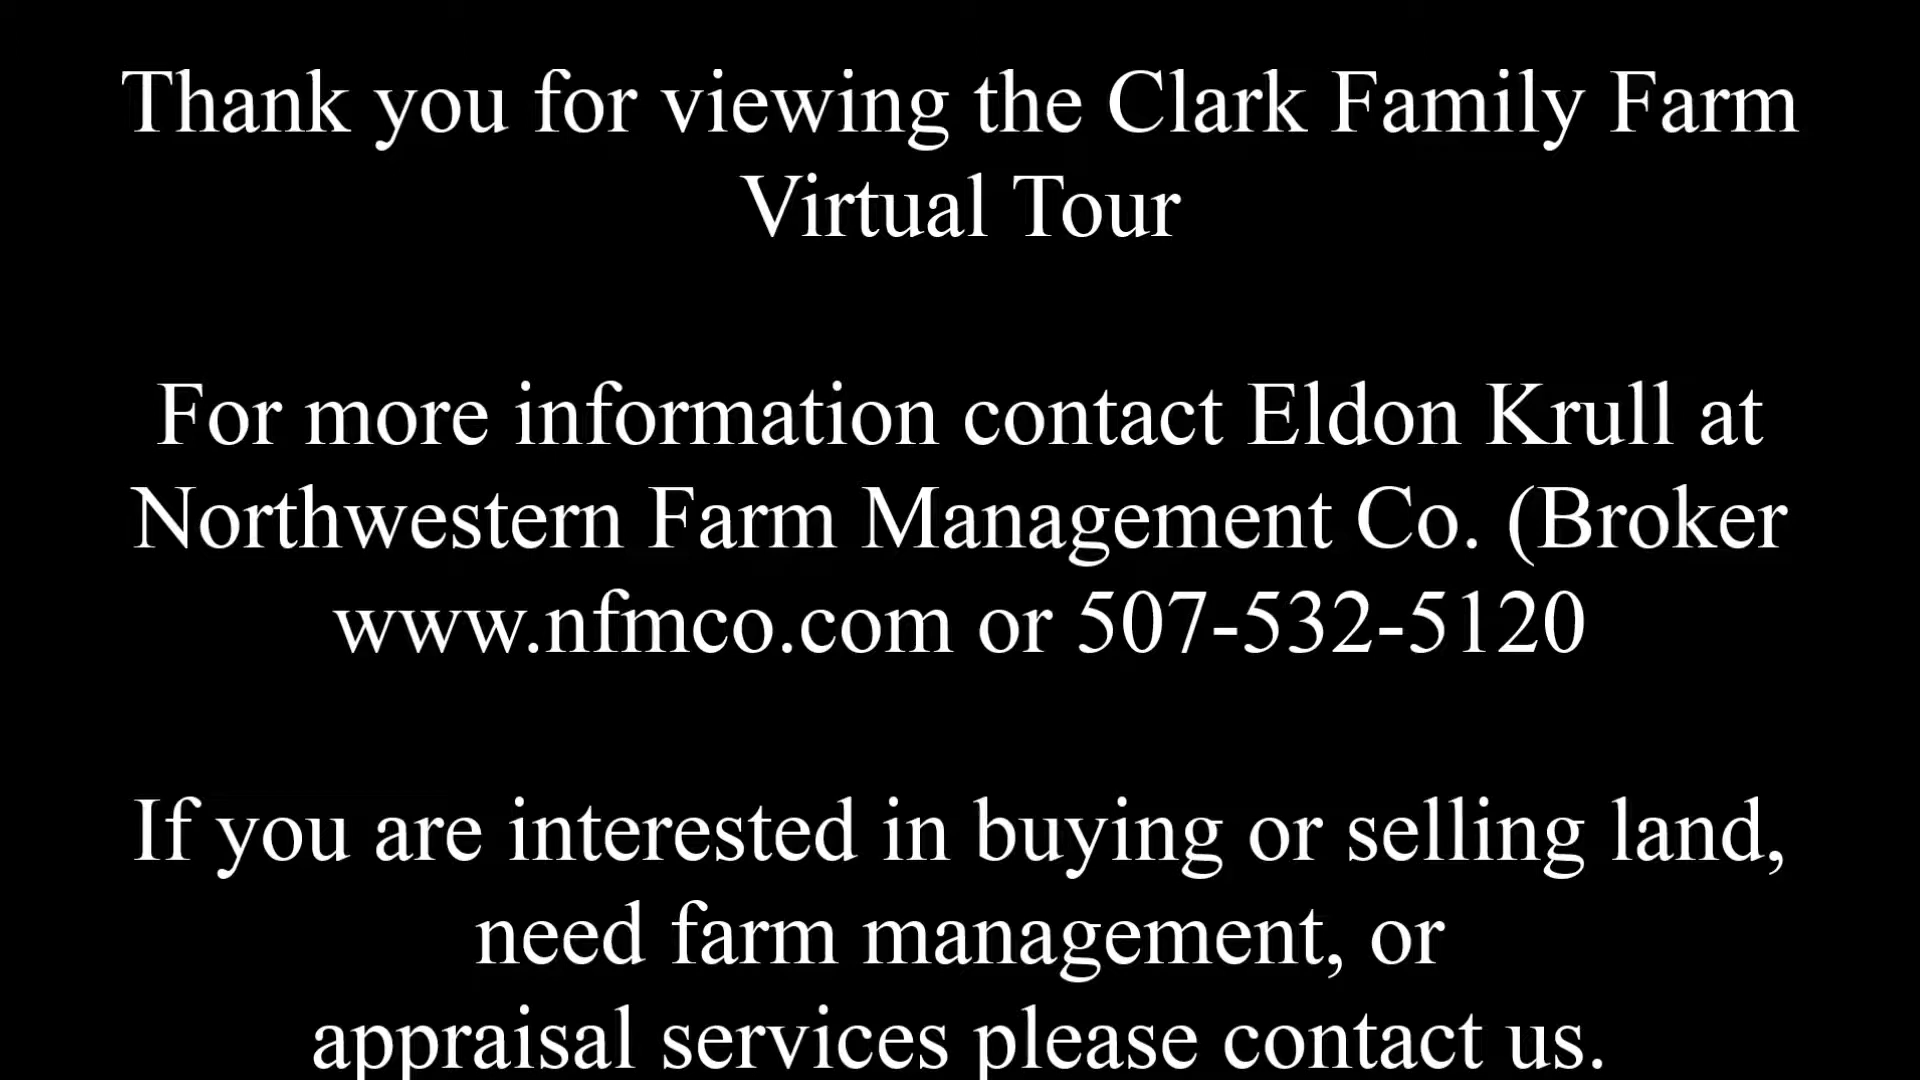 Thank you for viewing the Clark Family Farm
Virtual Tour
For more information contact Eldon Krull at
Northwestern Farm Management Co. (Broker
www.nfmco.com or 507-532-5120
If you are interested in buying or selling land,
need farm management, or
appraisal services please contact us.